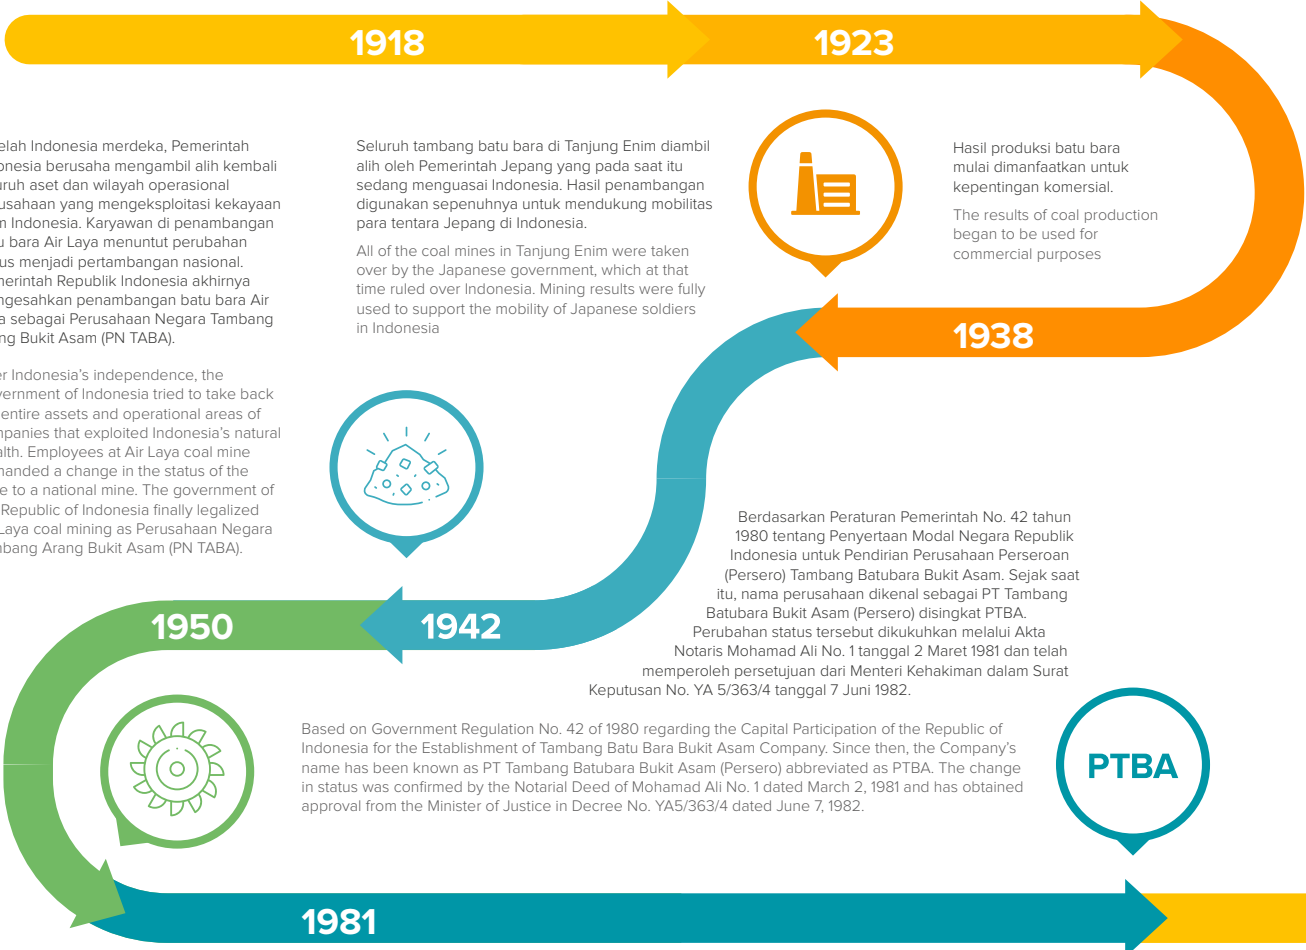 1918
1923
elah Indonesia merdeka, Pemerintah
onesia berusaha mengambil alih kembali
uruh aset dan wilayah operasional
usahaan yang mengeksploitasi kekayaan
m Indonesia. Karyawan di penambangan
u bara Air Laya menuntut perubahan
us menjadi pertambangan nasional.
merintah Republik Indonesia akhirnya
ngesahkan penambangan batu bara Air
a sebagai Perusahaan Negara Tambang
ng Bukit Asam (PN TABA).
er Indonesia's independence, the
vernment of Indonesia tried to take back
entire assets and operational areas of
mpanies that exploited Indonesia's natural
alth. Employees at Air Laya coal mine
manded a change in the status of the
e to a national mine. The government of
Republic of Indonesia finally legalized
Laya coal mining as Perusahaan Negara
mbang Arang Bukit Asam (PN TABA).
Seluruh tambang batu bara di Tanjung Enim diambil
alih oleh Pemerintah Jepang yang pada saat itu
sedang menguasai Indonesia. Hasil penambangan
digunakan sepenuhnya untuk mendukung mobilitas
para tentara Jepang di Indonesia.
All of the coal mines in Tanjung Enim were taken
over by the Japanese government, which at that
time ruled over Indonesia. Mining results were fully
used to support the mobility of Japanese soldiers
in Indonesia
Hasil produksi batu bara
mulai dimanfaatkan untuk
kepentingan komersial.
The results of coal production
began to be used for
commercial purposes
1938
1950
1942
Berdasarkan Peraturan Pemerintah No. 42 tahun
1980 tentang Penyertaan Modal Negara Republik
Indonesia untuk Pendirian Perusahaan Perseroan
(Persero) Tambang Batubara Bukit Asam. Sejak saat
itu, nama perusahaan dikenal sebagai PT Tambang
Batubara Bukit Asam (Persero) disingkat PTBA.
Perubahan status tersebut dikukuhkan melalui Akta
Notaris Mohamad Ali No. 1 tanggal 2 Maret 1981 dan telah
memperoleh persetujuan dari Menteri Kehakiman dalam Surat
Keputusan No. YA 5/363/4 tanggal 7 Juni 1982.
Based on Government Regulation No. 42 of 1980 regarding the Capital Participation of the Republic of
Indonesia for the Establishment of Tambang Batu Bara Bukit Asam Company. Since then, the Company's
name has been known as PT Tambang Batubara Bukit Asam (Persero) abbreviated as PTBA. The change
in status was confirmed by the Notarial Deed of Mohamad Ali No. 1 dated March 2, 1981 and has obtained
approval from the Minister of Justice in Decree No. YA5/363/4 dated June 7, 1982.
PTBA
1981